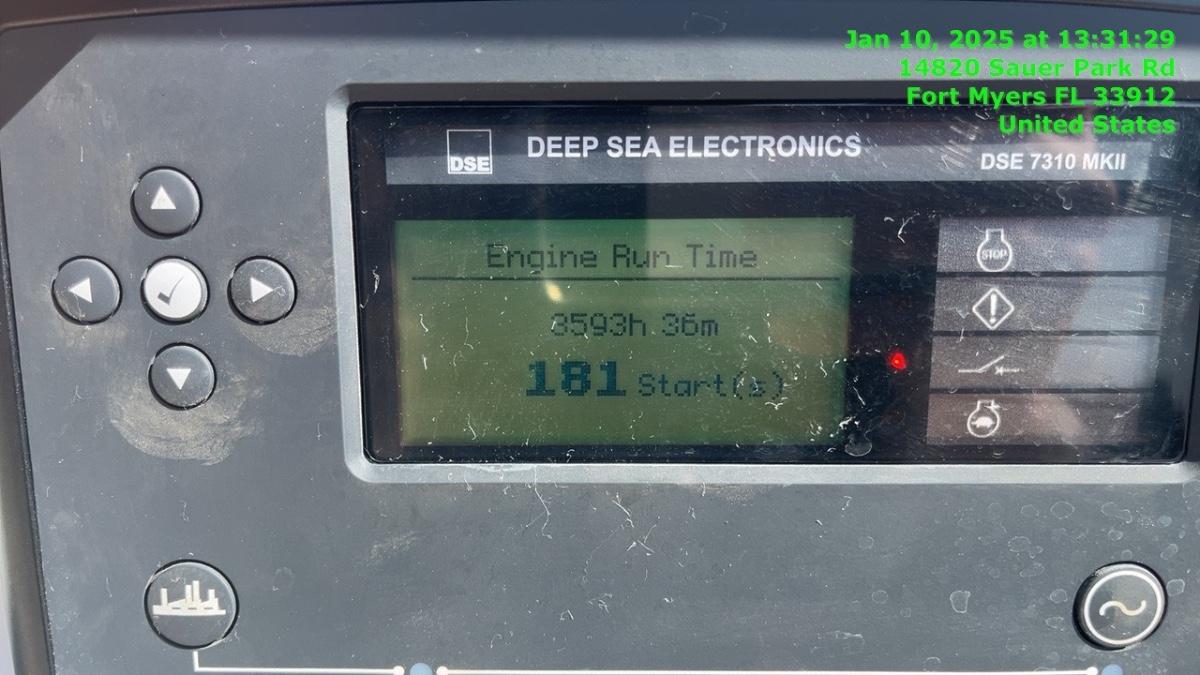 Jan 10, 2025 at 13:31:29
14820 Sauer Park Rd
Fort Myers FL 33912
United States
DSE
DEEP SEA ELECTRONICS
DSE 7310 MKII
Engine Run Time
8593h 36m
181 Start(s)
STOP